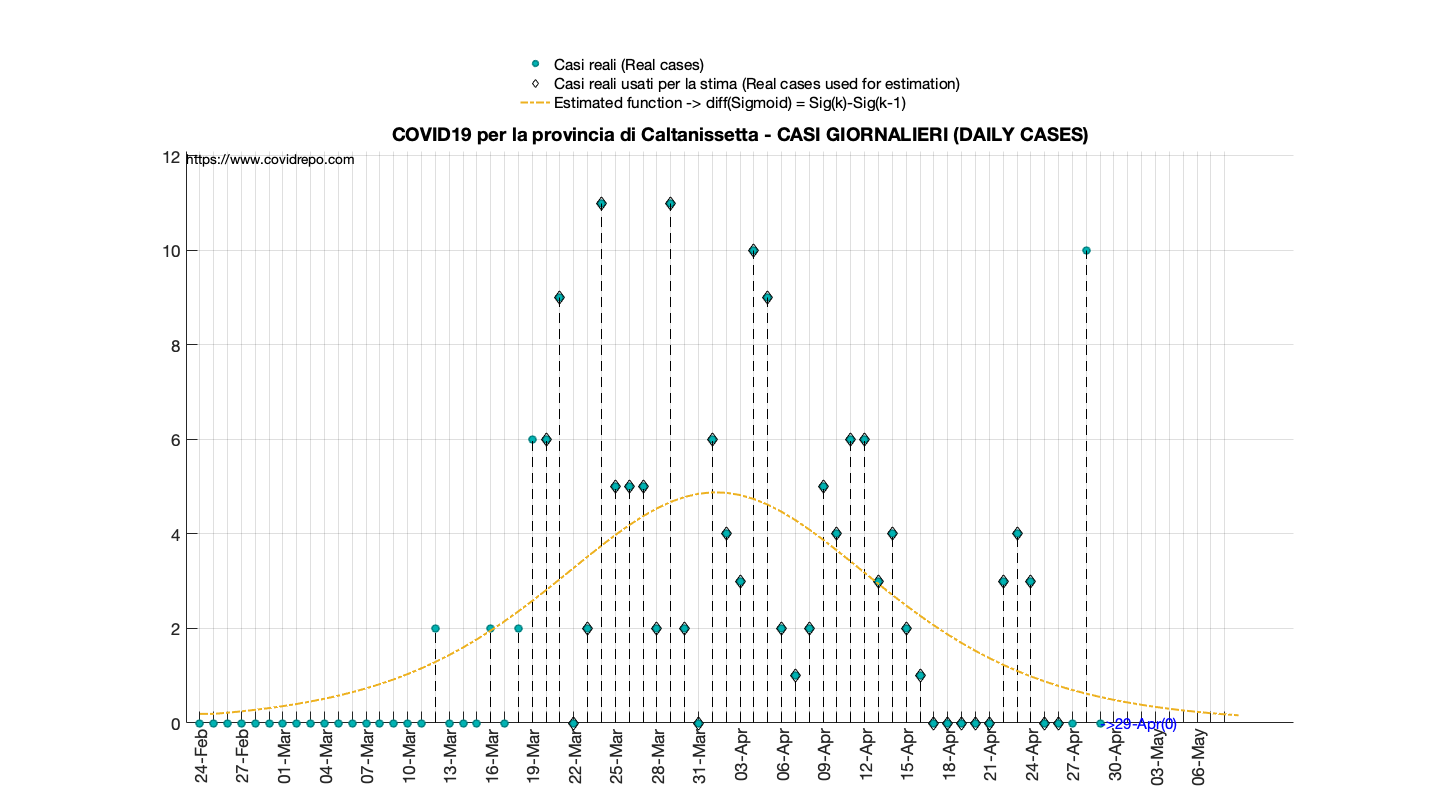 Casi reali (Real cases)
Casi reali usati per la stima (Real cases used for estimation)
Estimated function -> diff(Sigmoid) = Sig(k)-Sig(k-1)
COVID19 per la provincia di Caltanissetta - CASI GIORNALIERI (DAILY CASES)
https://www.covidrepo.com
12
10
8
6
4
2
0
->29-Apr(0)
24-Feb
27-Feb
01-Mar
04-Mar
07-Mar
10-Mar
13-Mar
16-Mar
19-Mar
22-Mar
25-Mar
28-Mar
31-Mar
03-Apr
06-Apr
09-Apr
12-Apr
15-Apr
18-Apr
21-Apr
24-Apr
27-Apr
30-Apr
03-May
06-May